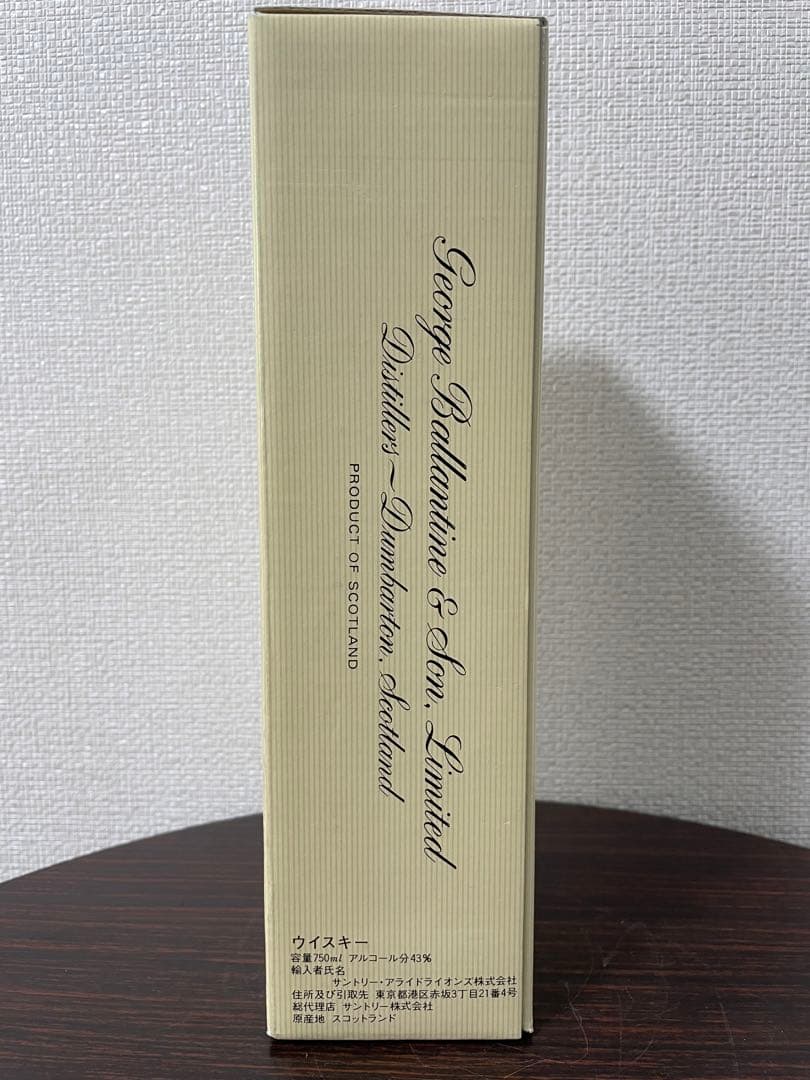 George Ballantine & Son, Limited
Distillers~Dumbarton, Scotland
PRODUCT OF SCOTLAND
ウイスキー
容量750ml アルコール分43%
輸入者氏名
サントリー・アライドライオンズ株式会社
住所及び引取先 東京都港区赤坂3丁目21番4号
総代理店 サントリー株式会社
原産地 スコットランド